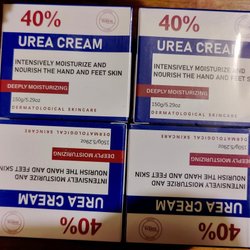 40%
UREA CREAM
INTENSIVELY MOISTURIZE AND
NOURISH THE HAND AND FEET SKIN
DEEPLY MOISTURIZING
150g/5.29oz
DERMATOLOGICAL SKINCARE
40%
UREA CREAM
INTENSIVELY MOISTURIZE AND
NOURISH THE HAND AND FEET SKIN
DEEPLY MOISTURIZING
150g/5.29oz
DERMATOLOGICAL SKINCARE
40%
UREA CREAM
INTENSIVELY MOISTURIZE AND
NOURISH THE HAND AND FEET SKIN
DEEPLY MOISTURIZING
150g/5.29oz
DERMATOLOGICAL SKINCARE
40%
UREA CREAM
INTENSIVELY MOISTURIZE AND
NOURISH THE HAND AND FEET SKIN
DEEPLY MOISTURIZING
150g/5.29oz
DERMATOLOGICAL SKINCARE